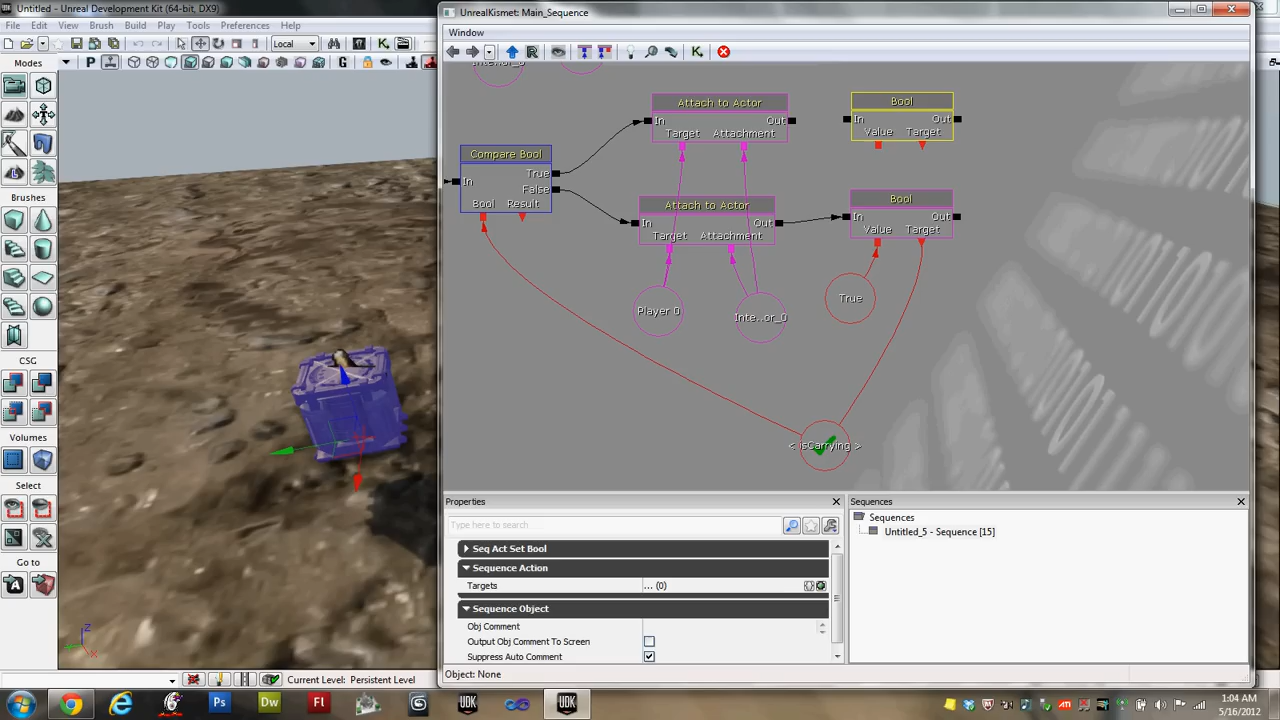 Untitled - Unreal Development Kit (64-bit, DX9)
File Edit View Brush Build Play Tools Preferences
Local
Modes
Brushes
CSG
Volumes
Select
Go to
P
G
Z
X
Current Level: Persistent Level
UnrealKismet: Main_Sequence
Window
Attach to Actor
In Out
Target Attachment
Bool
In Out
Value Target
Compare Bool
In True
False
Bool Result
Attach to Actor
In Out
Target Attachment
Bool
In Out
Value Target
Player 0
Inte..or_0
True
< isCarrying >
Properties
Type here to search
Seq Act Set Bool
Sequence Action
Targets ... (0)
Sequence Object
Obj Comment
Output Obj Comment To Screen
Suppress Auto Comment
Object: None
Sequences
Sequences
Untitled_5 - Sequence [15]
Ps
Dw
Fl
UDK
UDK
1:04 AM
5/16/2012